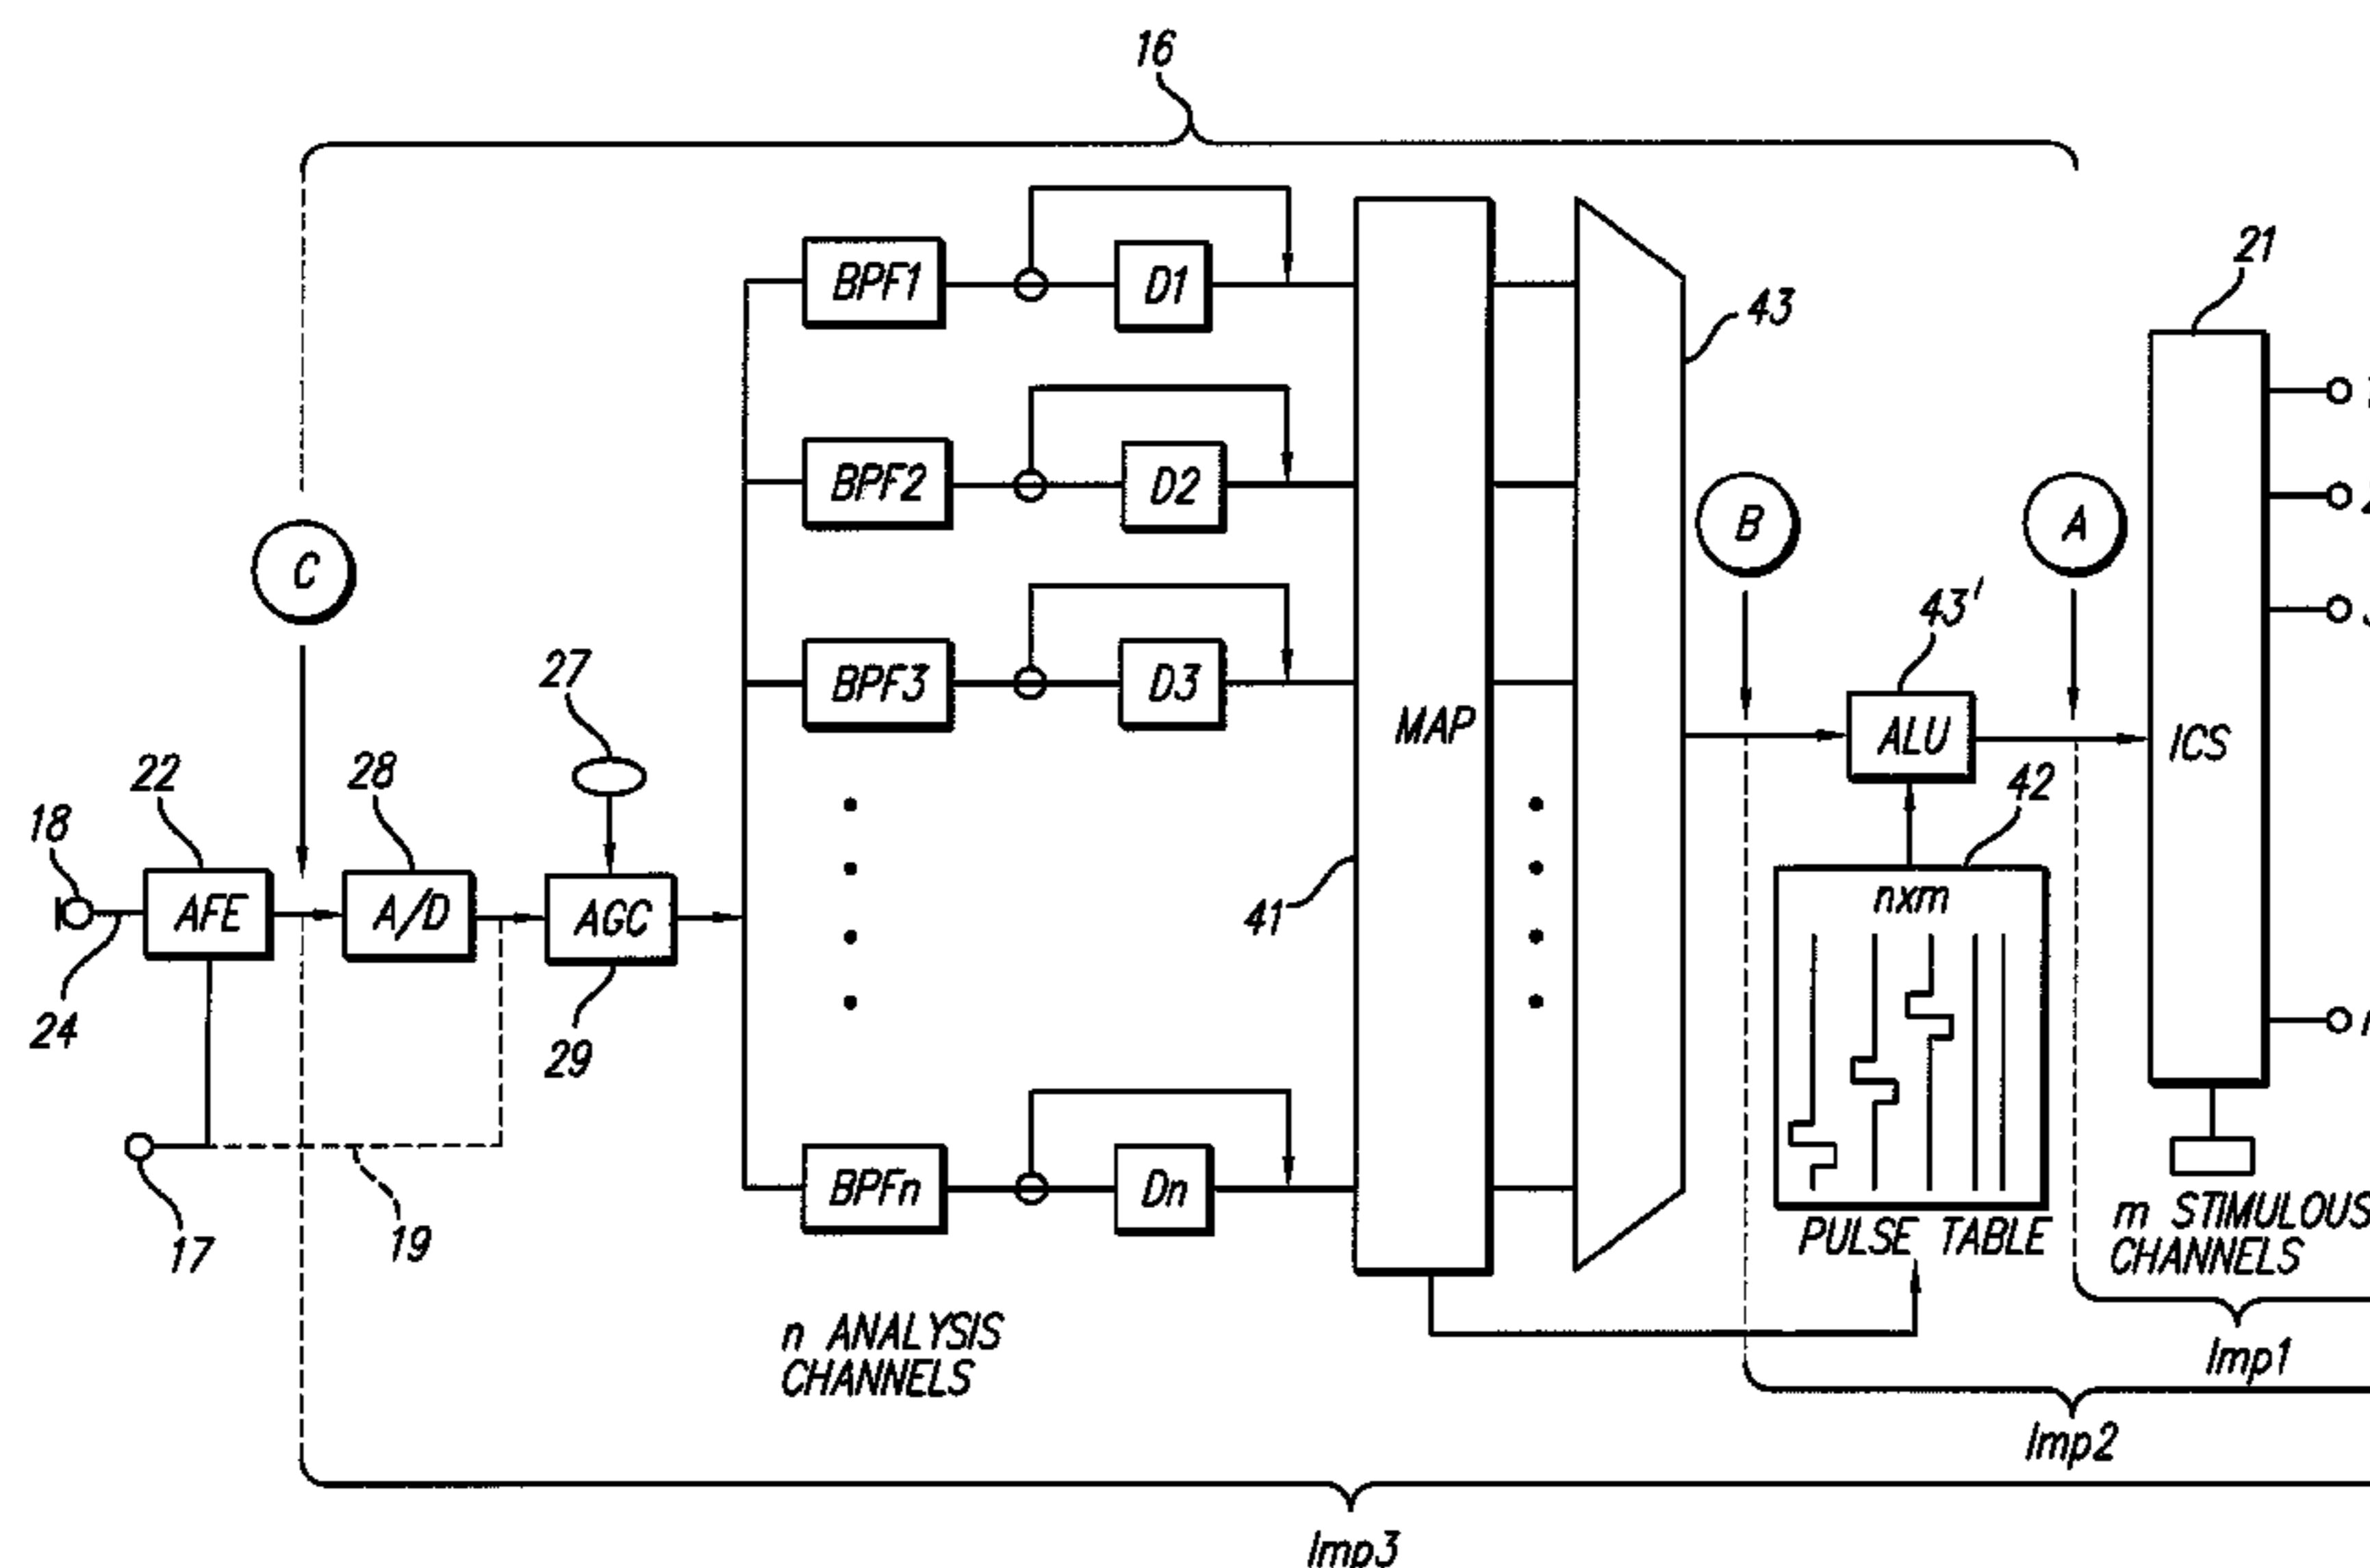 16
BPF1
D1
21
43
BPF2
D2
C
B
A
43'
27
BPF3
D3
MAP
ALU
ICS
22
28
42
18
AFE
A/D
AGC
41
nxm
24
29
BPFn
Dn
17
19
PULSE TABLE
m STIMULOUS
CHANNELS
n ANALYSIS
CHANNELS
Imp1
Imp2
Imp3